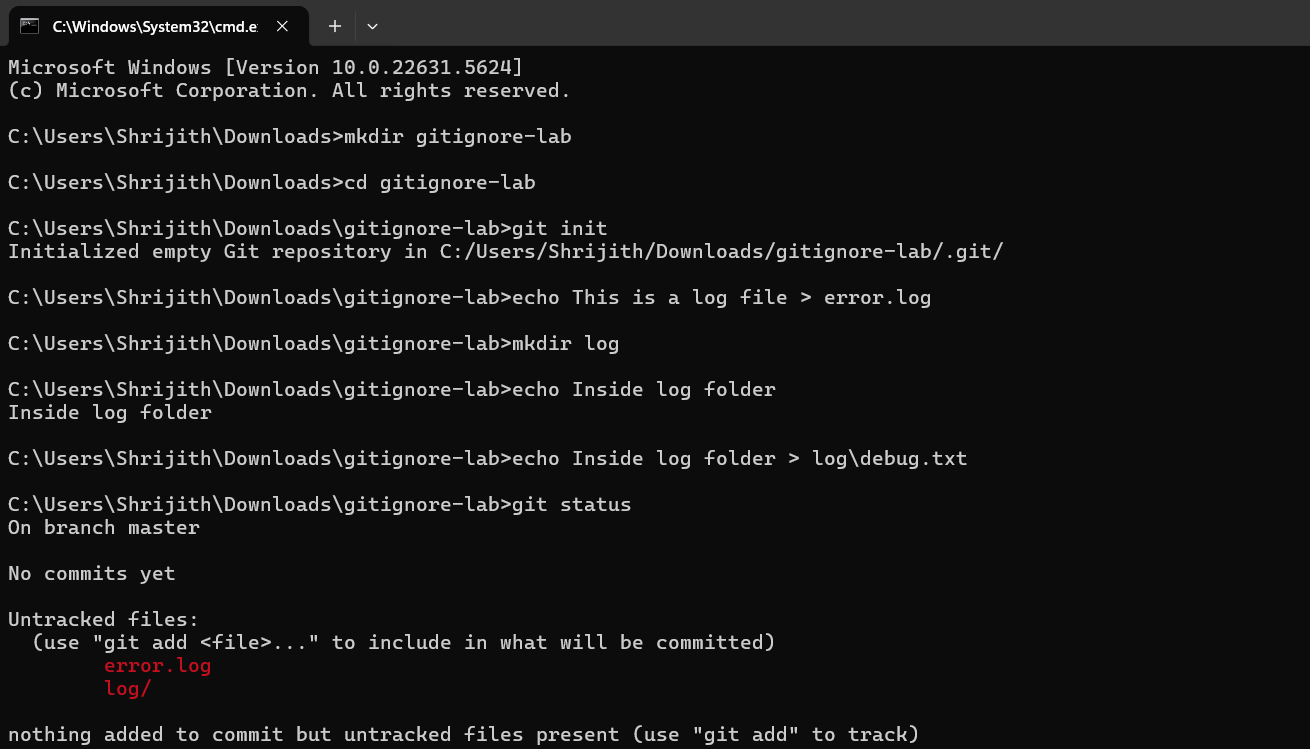 C:\Windows\System32\cmd.e
Microsoft Windows [Version 10.0.22631.5624]
(c) Microsoft Corporation. All rights reserved.
C:\Users\Shrijith\Downloads>mkdir gitignore-lab
C:\Users\Shrijith\Downloads>cd gitignore-lab
C:\Users\Shrijith\Downloads\gitignore-lab>git init
Initialized empty Git repository in C:/Users/Shrijith/Downloads/gitignore-lab/.git/
C:\Users\Shrijith\Downloads\gitignore-lab>echo This is a log file > error.log
C:\Users\Shrijith\Downloads\gitignore-lab>mkdir log
C:\Users\Shrijith\Downloads\gitignore-lab>echo Inside log folder
Inside log folder
C:\Users\Shrijith\Downloads\gitignore-lab>echo Inside log folder > log\debug.txt
C:\Users\Shrijith\Downloads\gitignore-lab>git status
On branch master
No commits yet
Untracked files:
  (use "git add <file>..." to include in what will be committed)
        error.log
        log/
nothing added to commit but untracked files present (use "git add" to track)